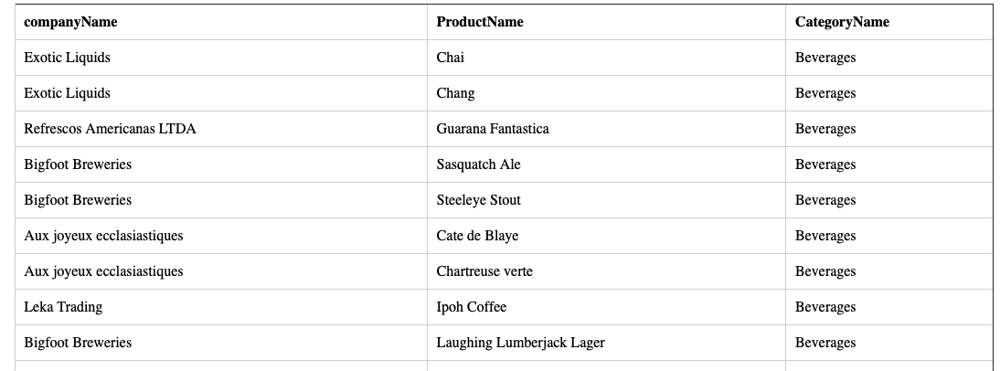 companyName ProductName CategoryName
Exotic Liquids Chai Beverages
Exotic Liquids Chang Beverages
Refrescos Americanas LTDA Guarana Fantastica Beverages
Bigfoot Breweries Sasquatch Ale Beverages
Bigfoot Breweries Steeleye Stout Beverages
Aux joyeux ecclasiastiques Cate de Blaye Beverages
Aux joyeux ecclasiastiques Chartreuse verte Beverages
Leka Trading Ipoh Coffee Beverages
Bigfoot Breweries Laughing Lumberjack Lager Beverages